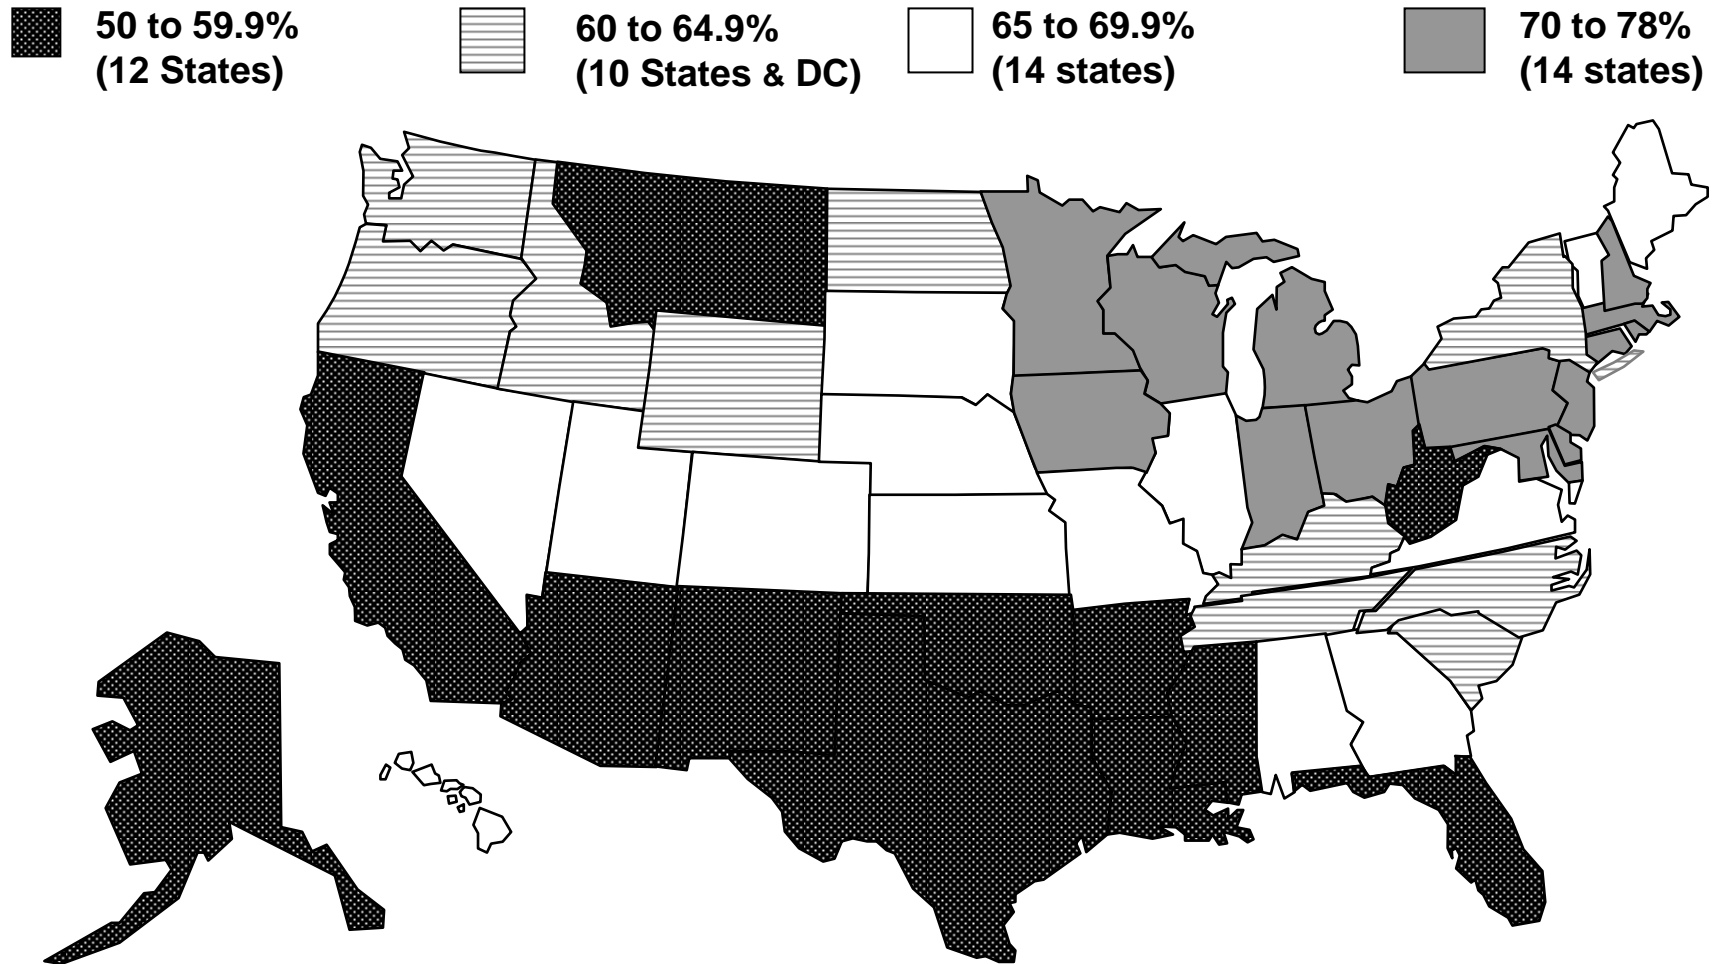 50 to 59.9%
(12 States)
60 to 64.9%
(10 States & DC)
65 to 69.9%
(14 states)
70 to 78%
(14 states)